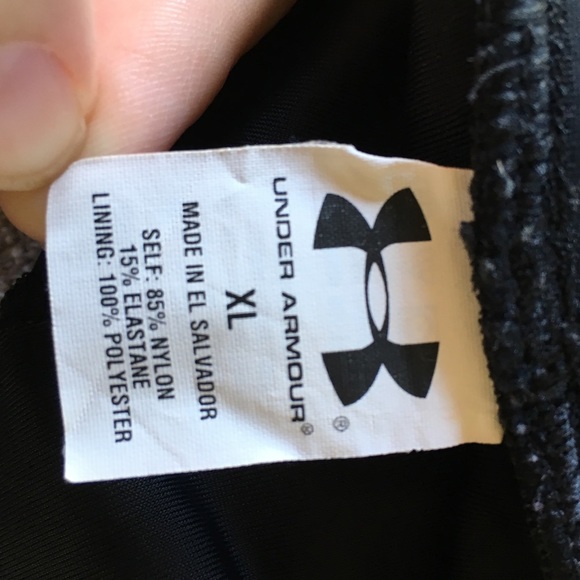 UNDER ARMOUR®
®
XL
MADE IN EL SALVADOR
SELF: 85% NYLON
15% ELASTANE
LINING: 100% POLYESTER